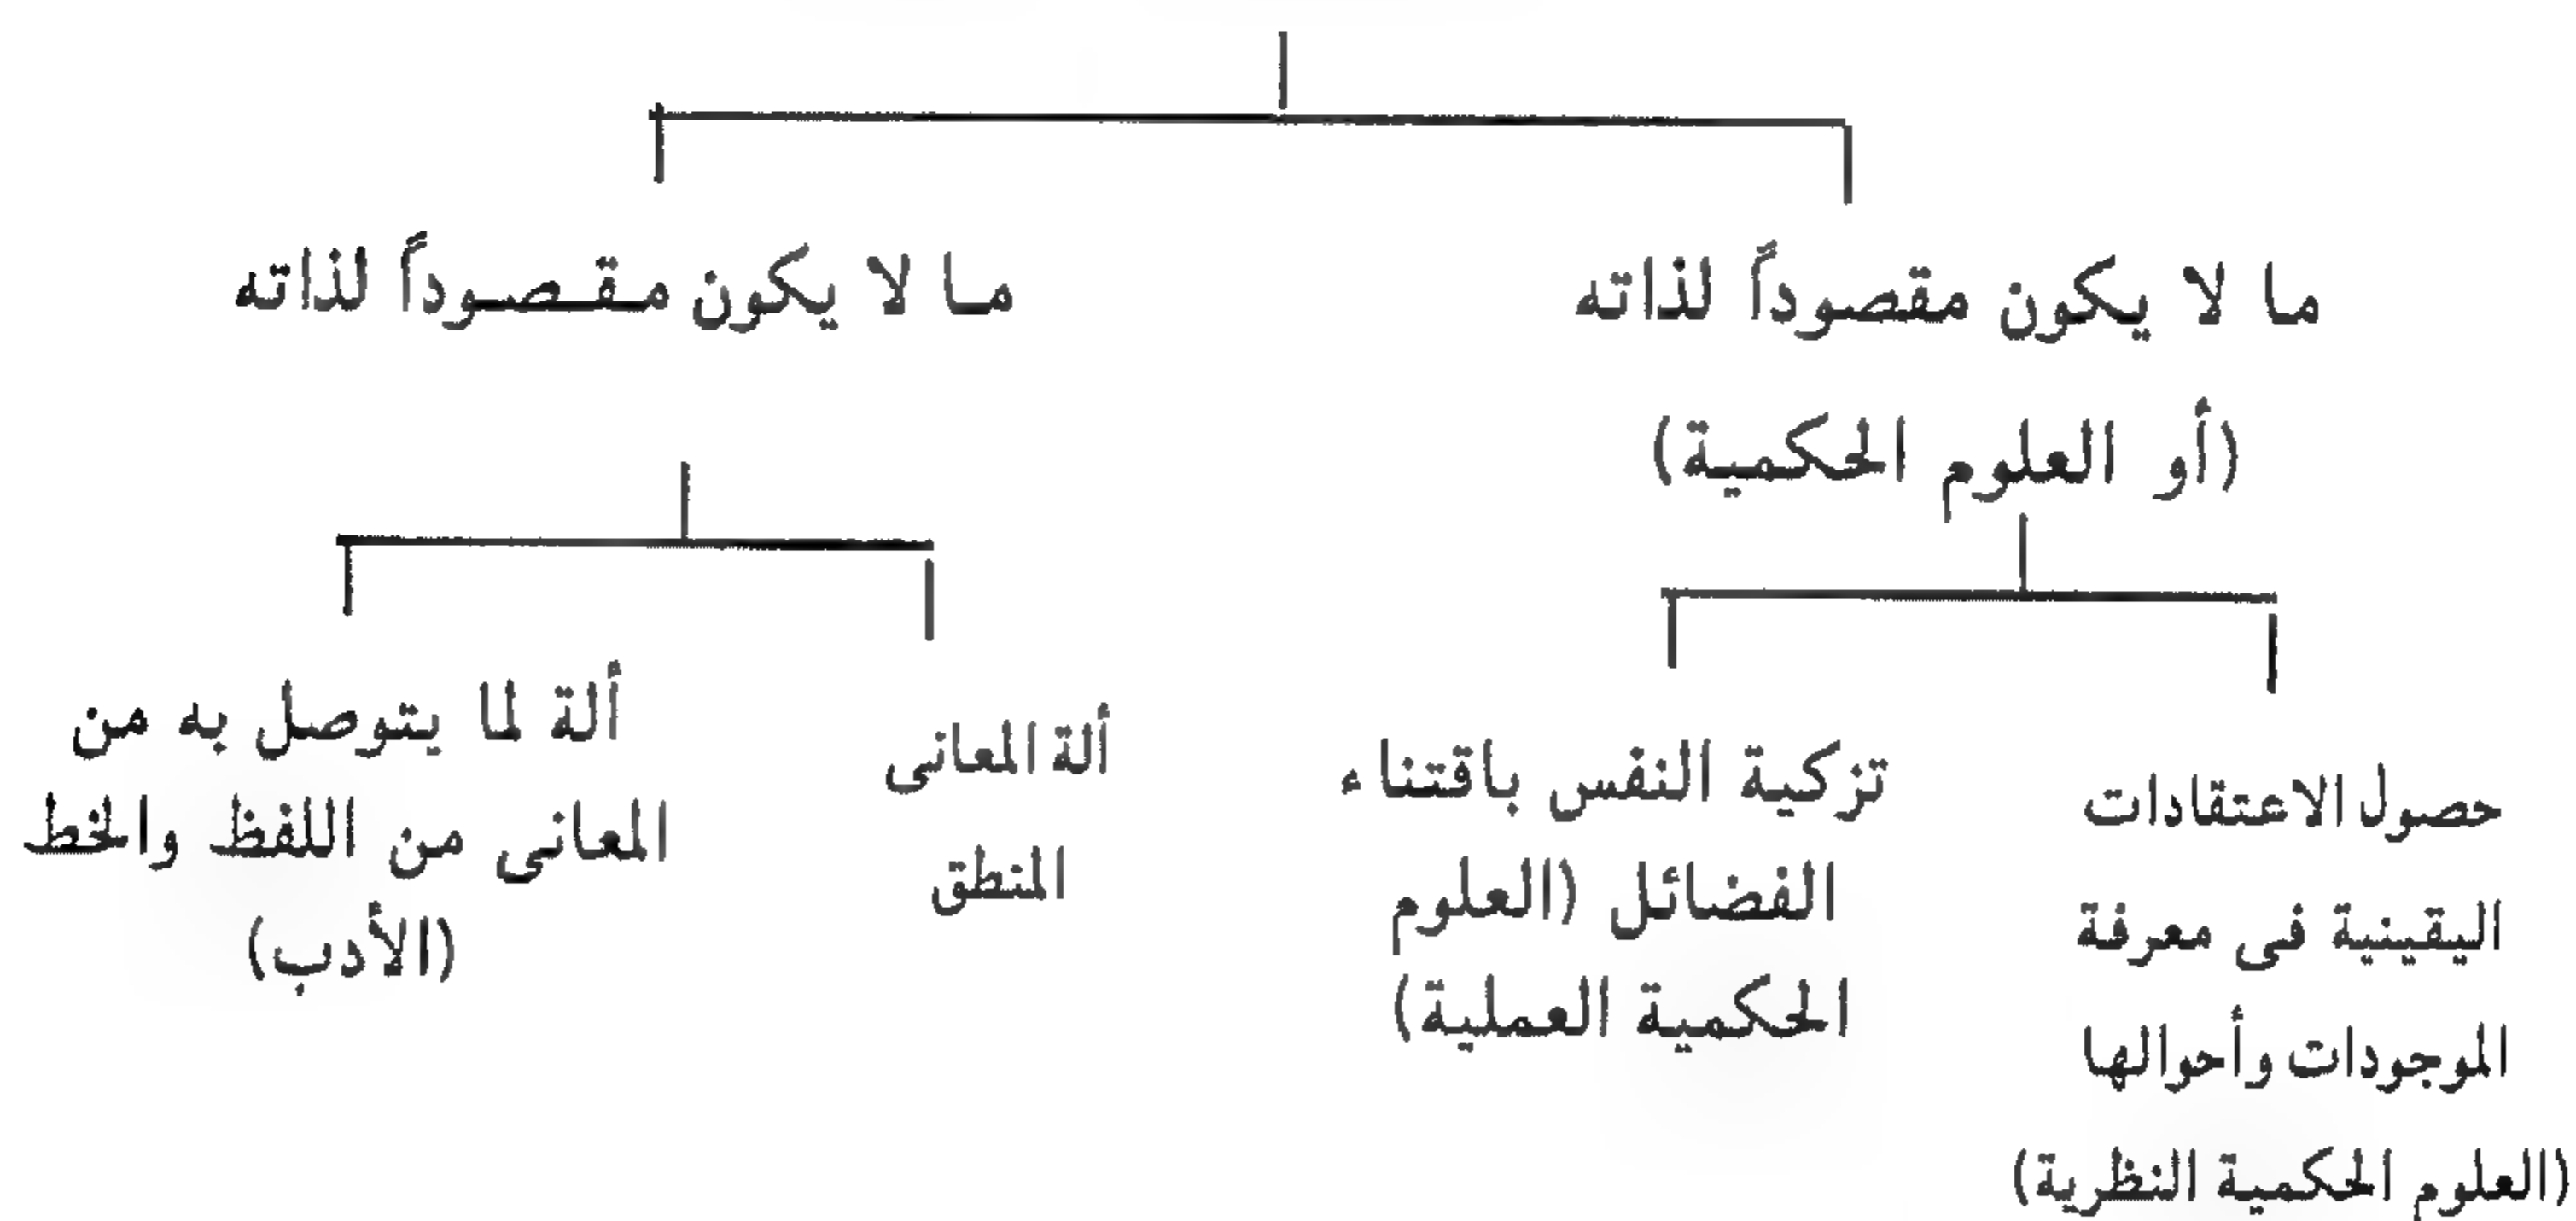 ما لا يكون مقصوداً لذاته
(أو العلوم الحكمية)
حصول الاعتقادات
اليقينية فى معرفة
الموجودات وأحوالها
(العلوم الحكمية النظرية)
تزكية النفس باقتناء
الفضائل (العلوم
الحكمية العملية)
ما لا يكون مقصوداً لذاته
ألة المعانى
المنطق
ألة لما يتوصل به من
المعانى من اللفظ والخط
(الأدب)